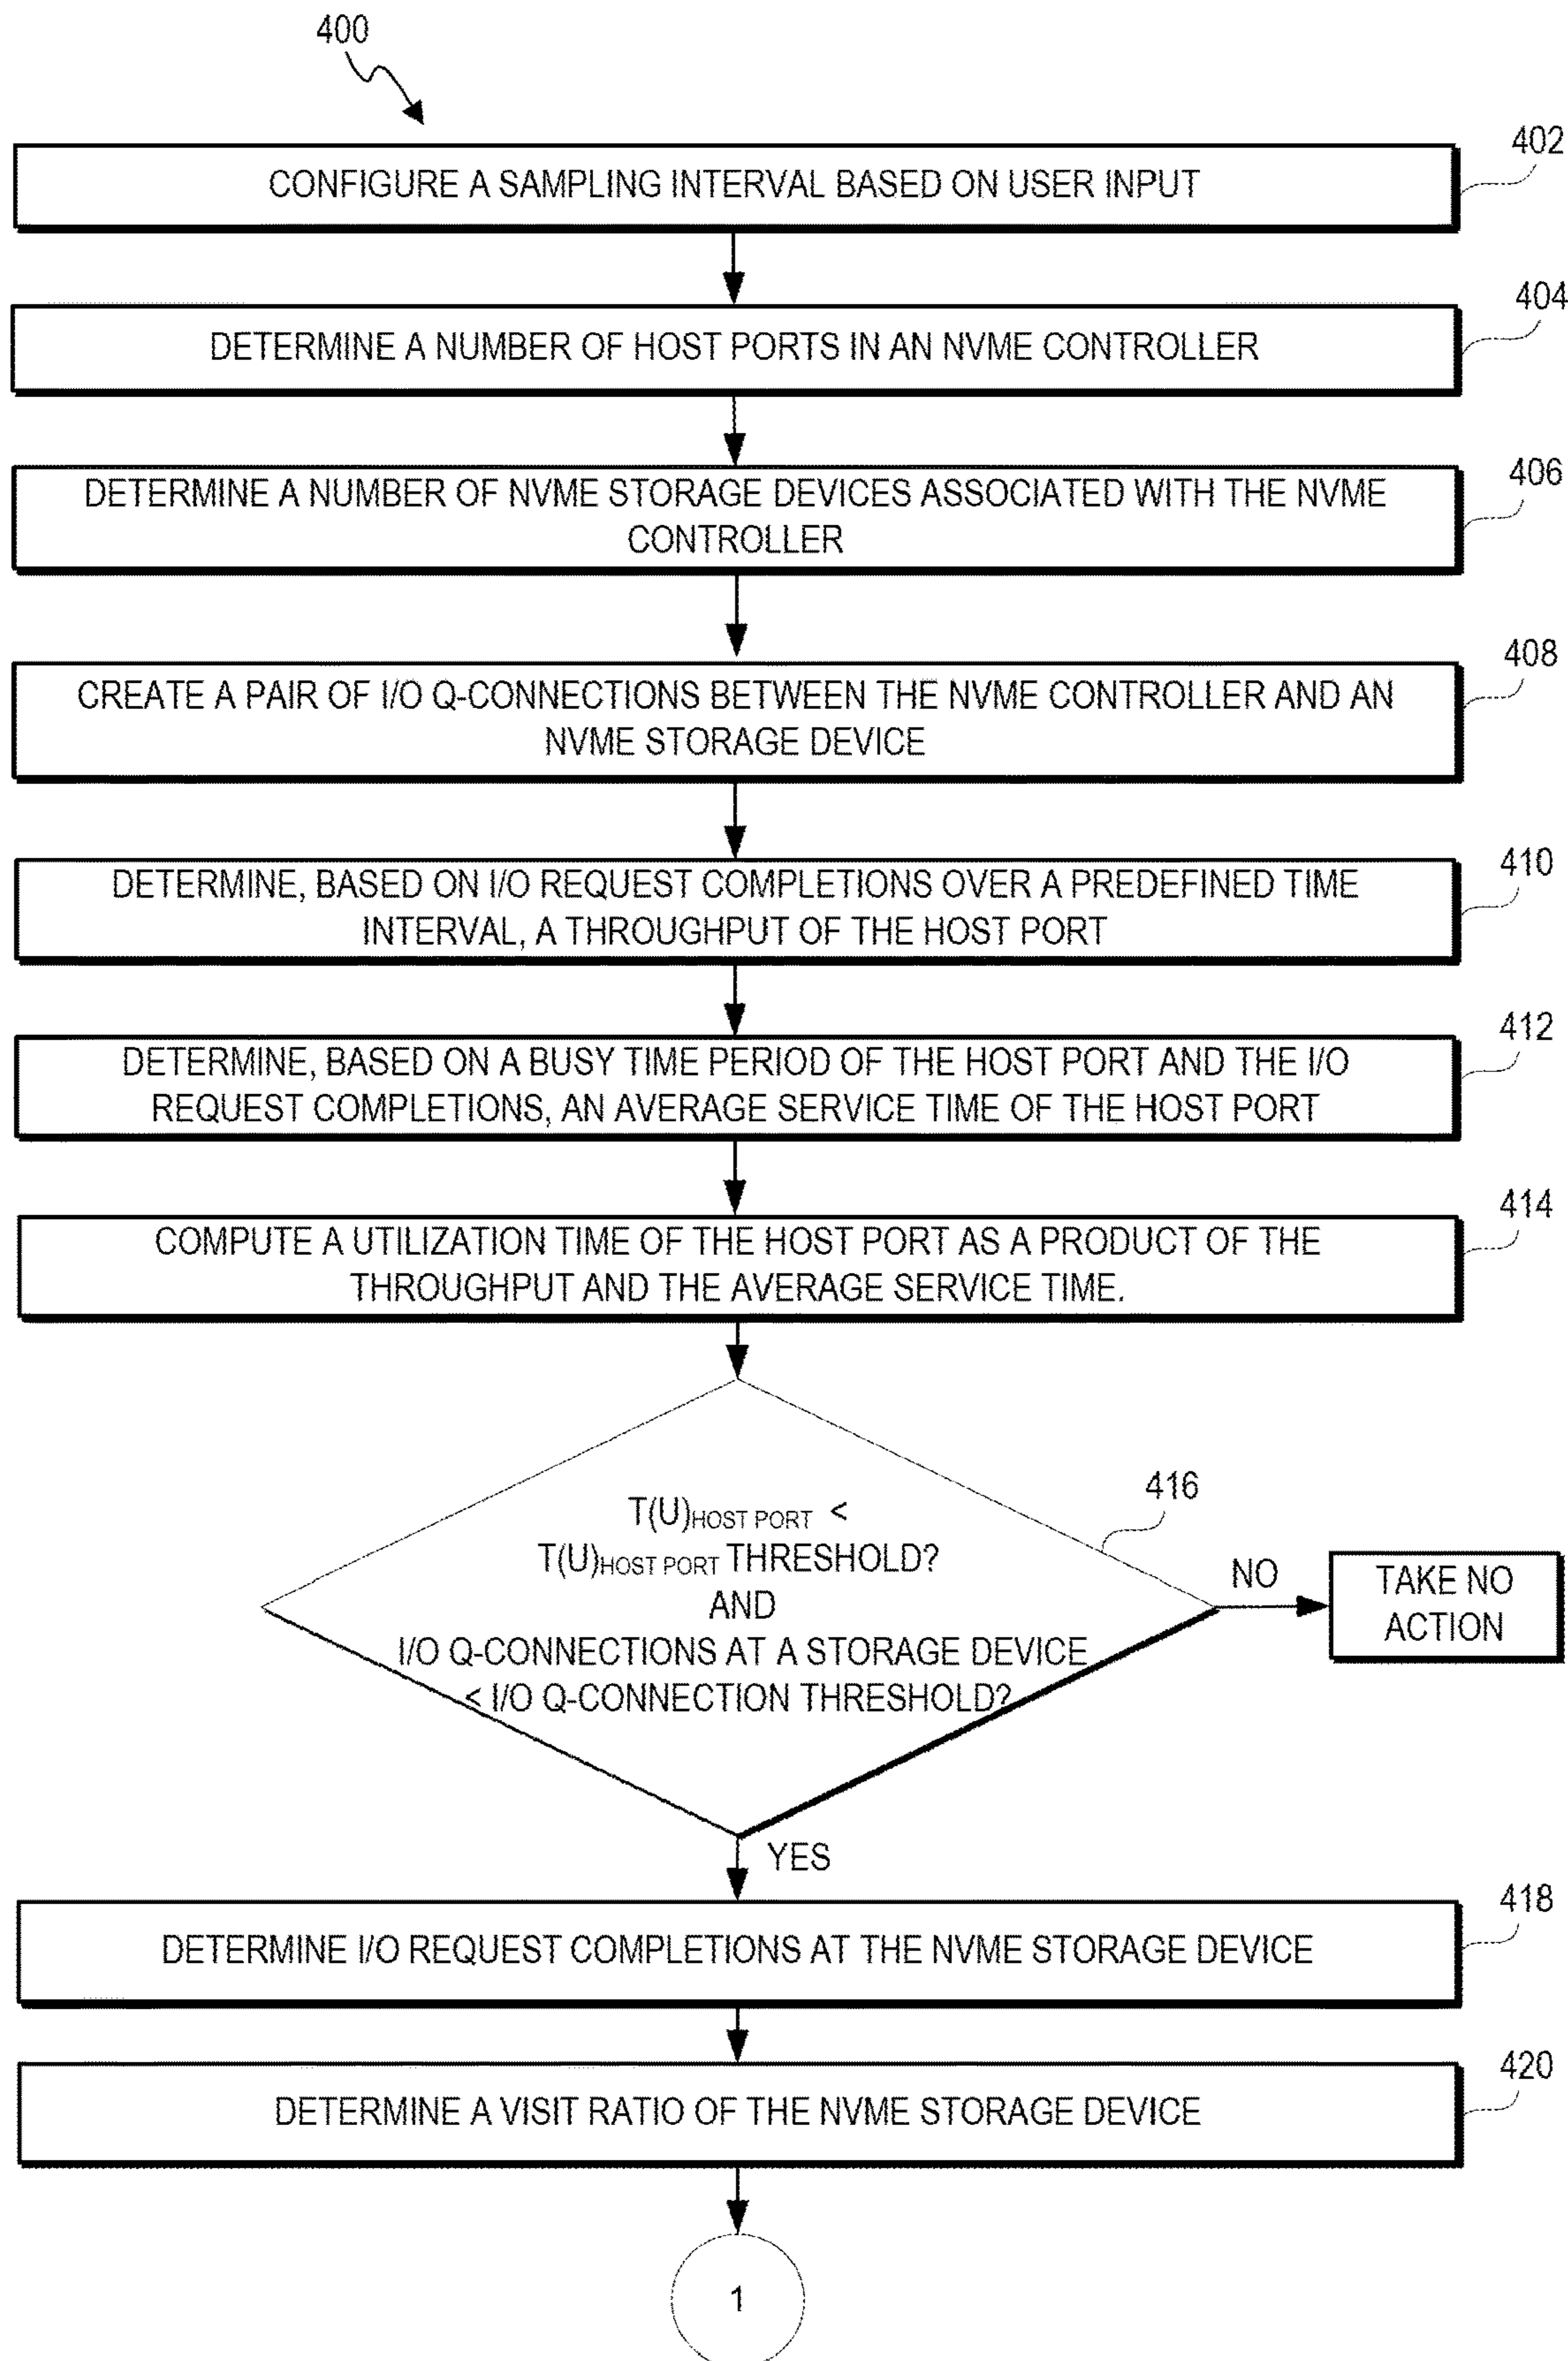 400
402
CONFIGURE A SAMPLING INTERVAL BASED ON USER INPUT
404
DETERMINE A NUMBER OF HOST PORTS IN AN NVME CONTROLLER
406
DETERMINE A NUMBER OF NVME STORAGE DEVICES ASSOCIATED WITH THE NVME
CONTROLLER
408
CREATE A PAIR OF I/O Q-CONNECTIONS BETWEEN THE NVME CONTROLLER AND AN
NVME STORAGE DEVICE
410
DETERMINE, BASED ON I/O REQUEST COMPLETIONS OVER A PREDEFINED TIME
INTERVAL, A THROUGHPUT OF THE HOST PORT
412
DETERMINE, BASED ON A BUSY TIME PERIOD OF THE HOST PORT AND THE I/O
REQUEST COMPLETIONS, AN AVERAGE SERVICE TIME OF THE HOST PORT
414
COMPUTE A UTILIZATION TIME OF THE HOST PORT AS A PRODUCT OF THE
THROUGHPUT AND THE AVERAGE SERVICE TIME.
416
T(U)HOST PORT <
T(U)HOST PORT THRESHOLD?
AND
I/O Q-CONNECTIONS AT A STORAGE DEVICE
< I/O Q-CONNECTION THRESHOLD?
NO
TAKE NO
ACTION
YES
418
DETERMINE I/O REQUEST COMPLETIONS AT THE NVME STORAGE DEVICE
420
DETERMINE A VISIT RATIO OF THE NVME STORAGE DEVICE
1